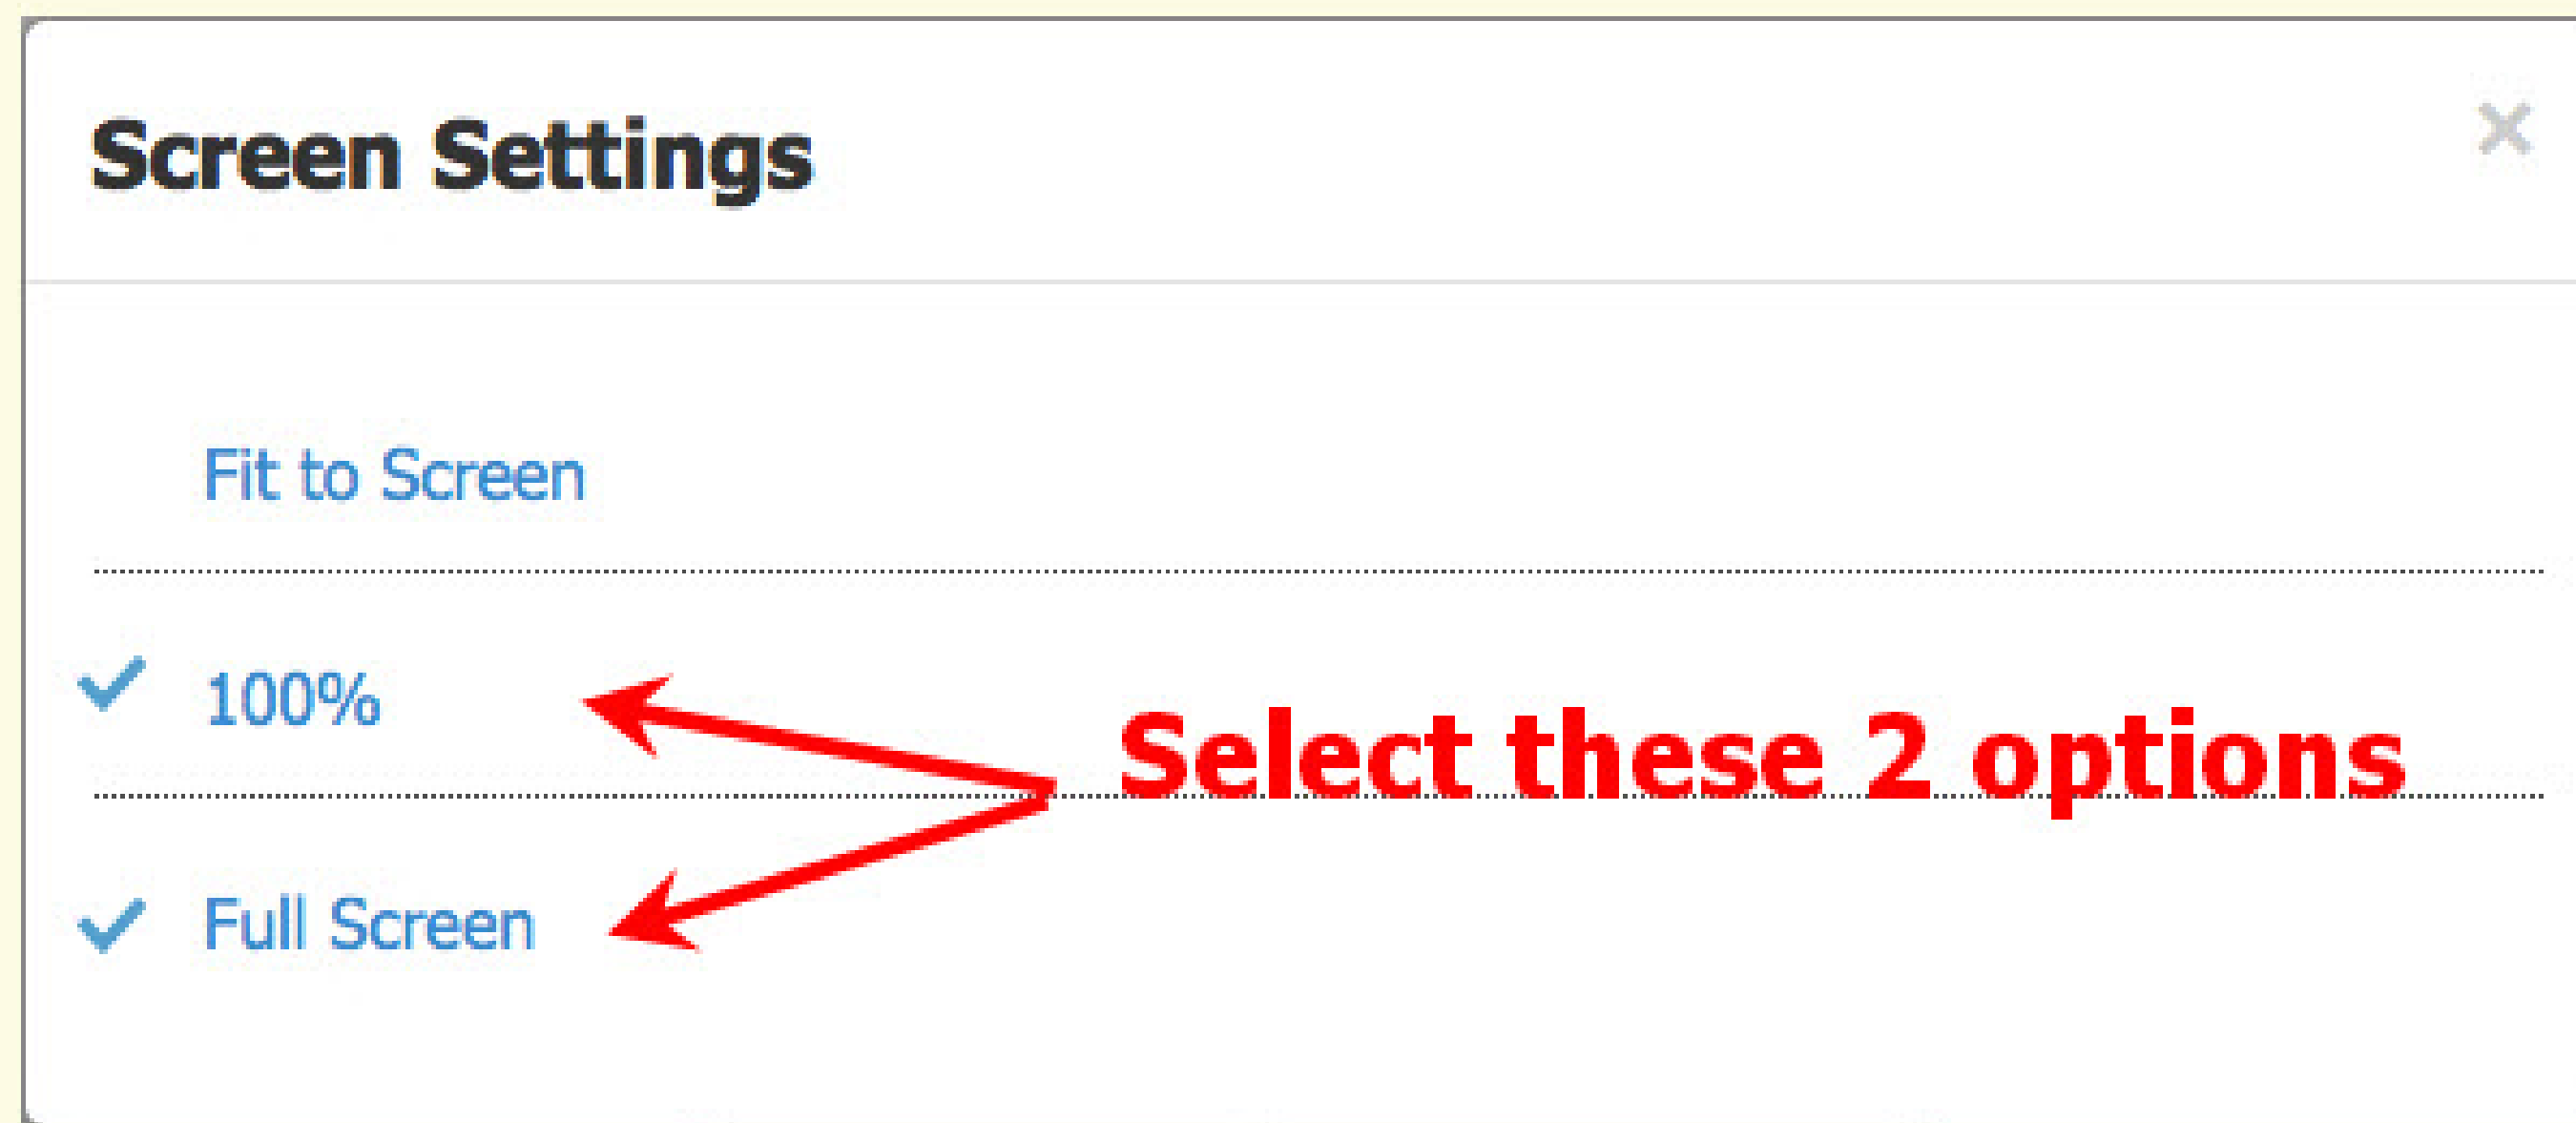 Screen Settings
Fit to Screen
100%
Select these 2 options
Full Screen